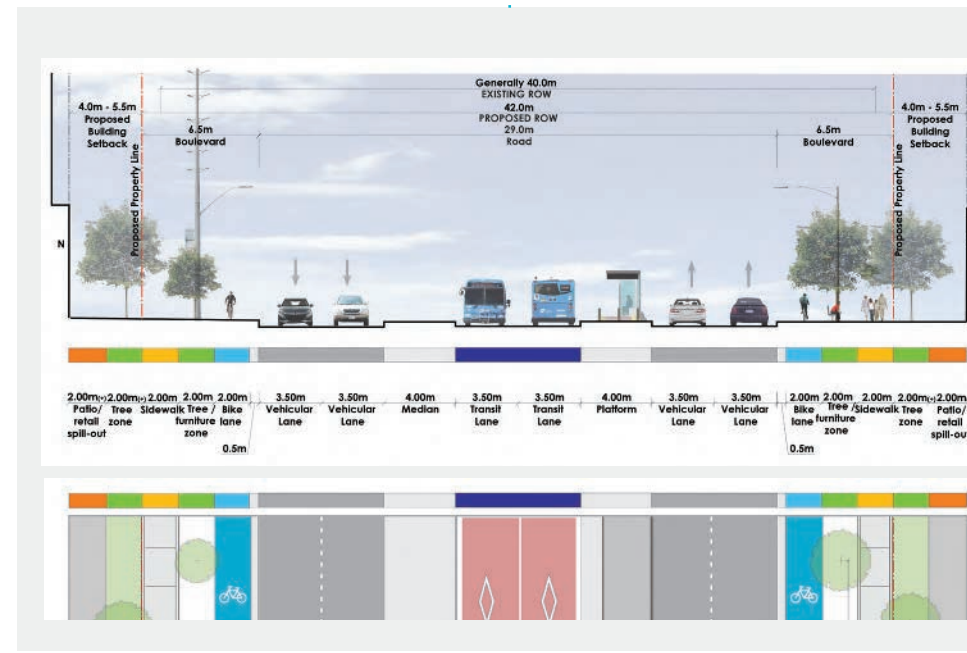 Generally 40.0m
EXISTING ROW
42.0m
PROPOSED ROW
29.0m
Road
4.0m - 5.5m
Proposed
Building
Setback
Proposed Property Line
6.5m
Boulevard
6.5m
Boulevard
Proposed Property Line
4.0m - 5.5m
Proposed
Building
Setback
N
2.00m(+)
Patio/
retail
spill-out
2.00m(+)
Tree
zone
2.00m
Sidewalk
2.00m
Tree /
furniture
zone
2.00m
Bike
lane
0.5m
3.50m
Vehicular
Lane
3.50m
Vehicular
Lane
4.00m
Median
3.50m
Transit
Lane
3.50m
Transit
Lane
4.00m
Platform
3.50m
Vehicular
Lane
3.50m
Vehicular
Lane
0.5m
2.00m
Bike
lane
2.00m
Tree /
furniture
zone
2.00m
Sidewalk
2.00m(+)
Tree
zone
2.00m
Patio/
retail
spill-out